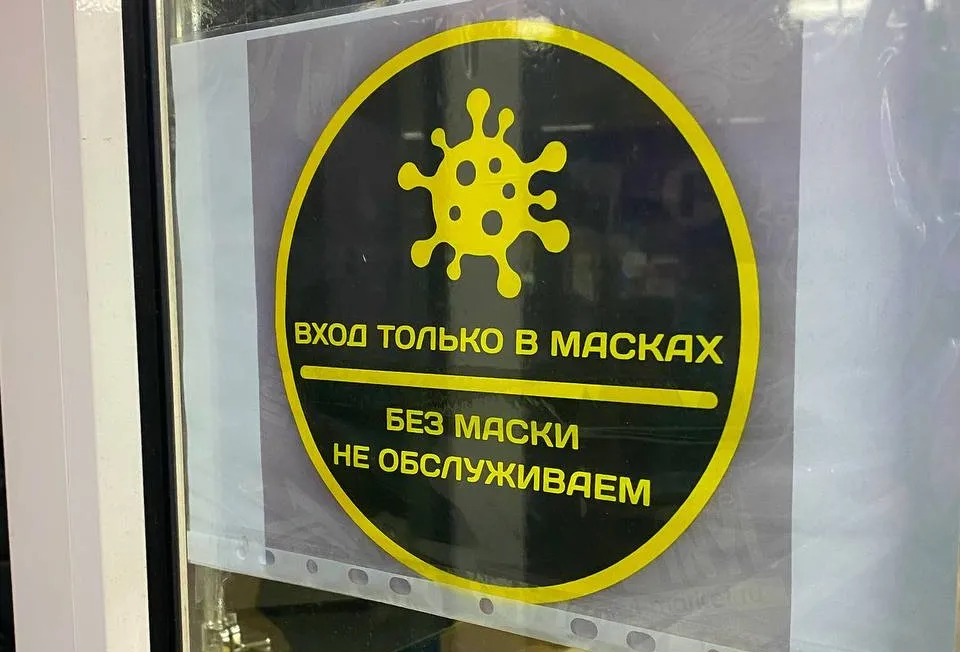 ВХОД ТОЛЬКО В МАСКАХ
БЕЗ МАСКИ
НЕ ОБСЛУЖИВАЕМ